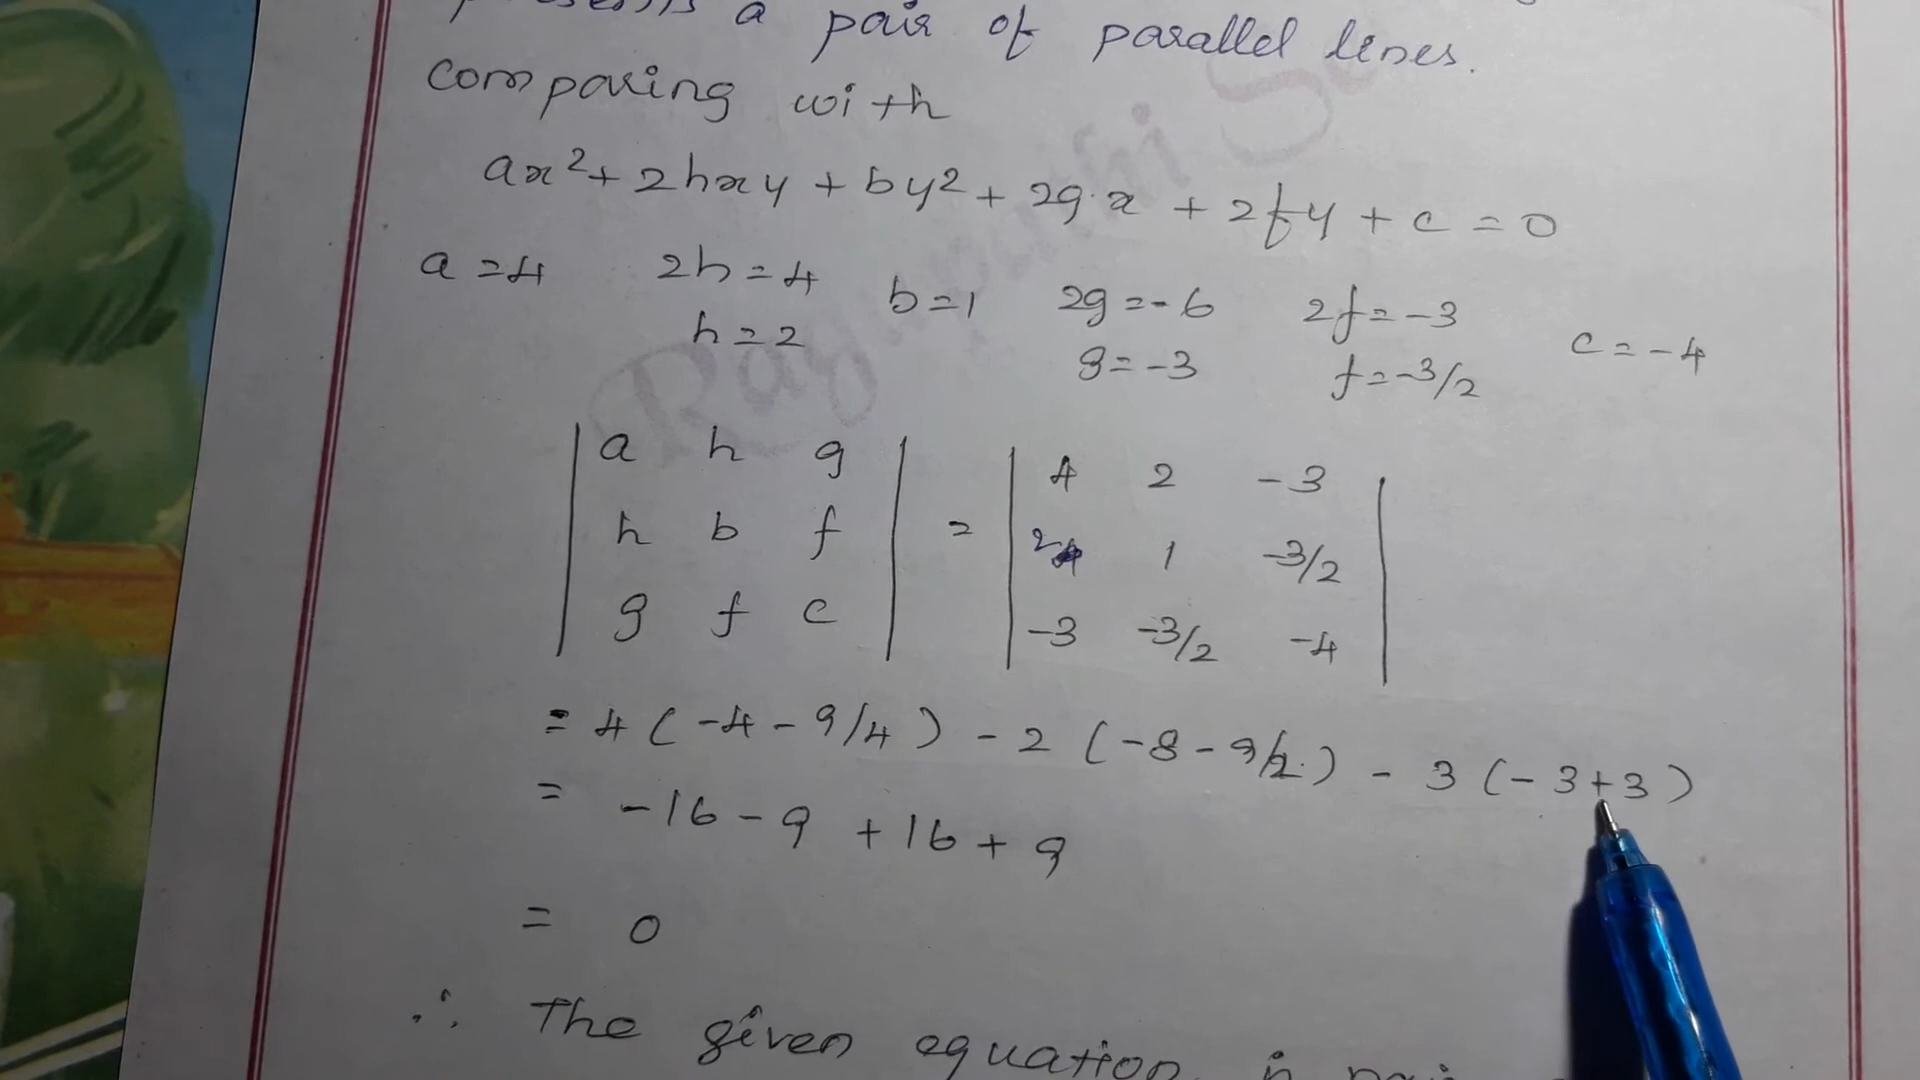 a pair of parallel lines.
comparing with
ax²+ 2hxy + by² + 2g.x + 2fy + c = 0
a = 4 2h = 4 b = 1 2g = -6 2f = -3 c = -4
h = 2 g = -3 f = -3/2
| a h g | = | 4 2 -3 |
| h b f | | 2 1 -3/2 |
| g f c | | -3 -3/2 -4 |
= 4 ( -4 - 9/4 ) - 2 ( -8 - 9/2 ) - 3 ( -3+3 )
= -16 - 9 + 16 + 9
= 0
∴ The given equation